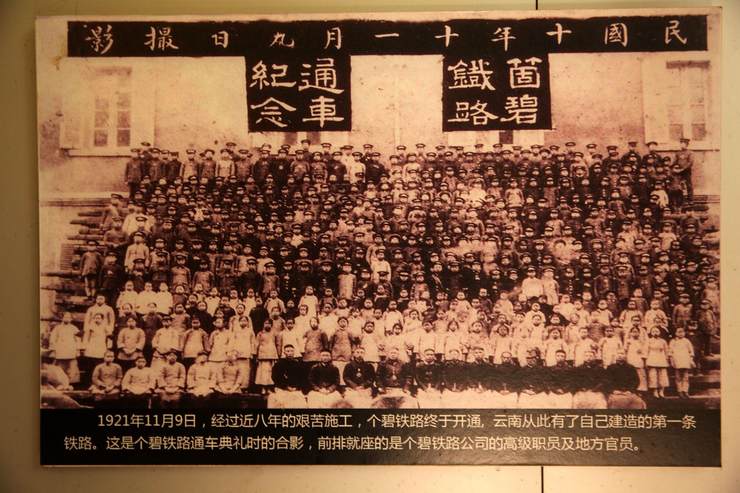 民國十年十一月九日撮影
箇碧
鐵路
通車
紀念
1921年11月9日，经过近八年的艰苦施工，个碧铁路终于开通，云南从此有了自己建造的第一条
铁路。这是个碧铁路通车典礼时的合影，前排就座的是个碧铁路公司的高级职员及地方官员。